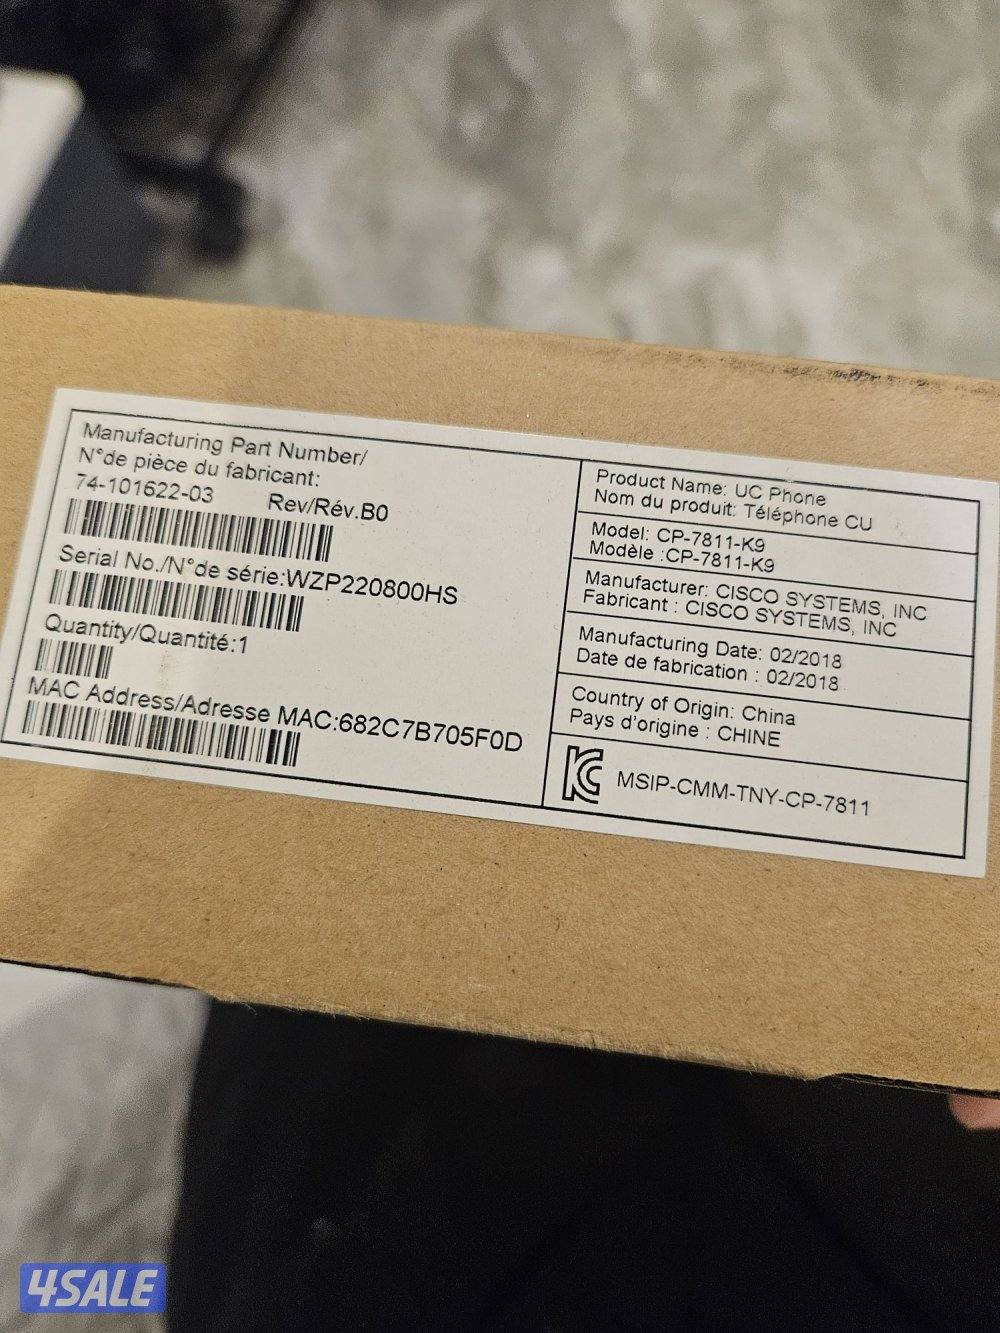 Manufacturing Part Number/
N°de pièce du fabricant:
74-101622-03 Rev/Rév.B0
Serial No./N°de série:WZP220800HS
Quantity/Quantité:1
MAC Address/Adresse MAC:682C7B705F0D
Product Name: UC Phone
Nom du produit: Téléphone CU
Model: CP-7811-K9
Modèle :CP-7811-K9
Manufacturer: CISCO SYSTEMS, INC
Fabricant : CISCO SYSTEMS, INC
Manufacturing Date: 02/2018
Date de fabrication : 02/2018
Country of Origin: China
Pays d'origine : CHINE
MSIP-CMM-TNY-CP-7811
4SALE